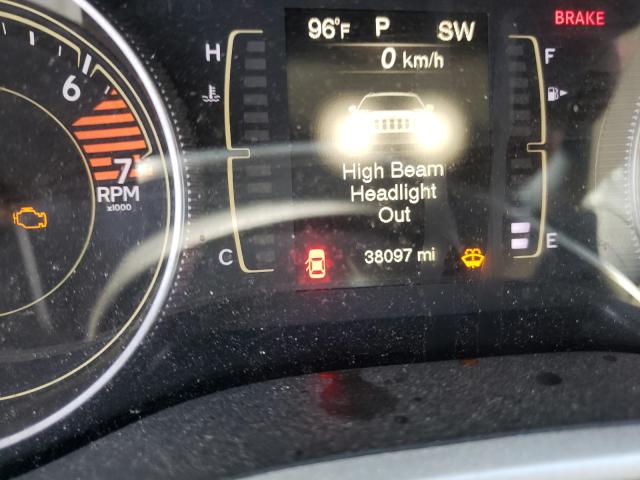 BRAKE
96°F P SW
H
0 km/h
F
6
7
RPM
x1000
High Beam
Headlight
Out
C
38097 mi
E